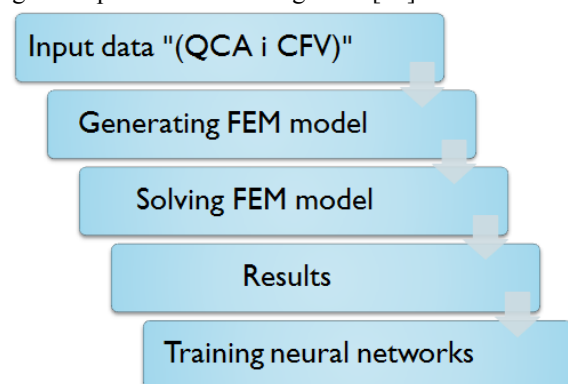 Input data "(QCA i CFV)"
Generating FEM model
Solving FEM model
Results
Training neural networks